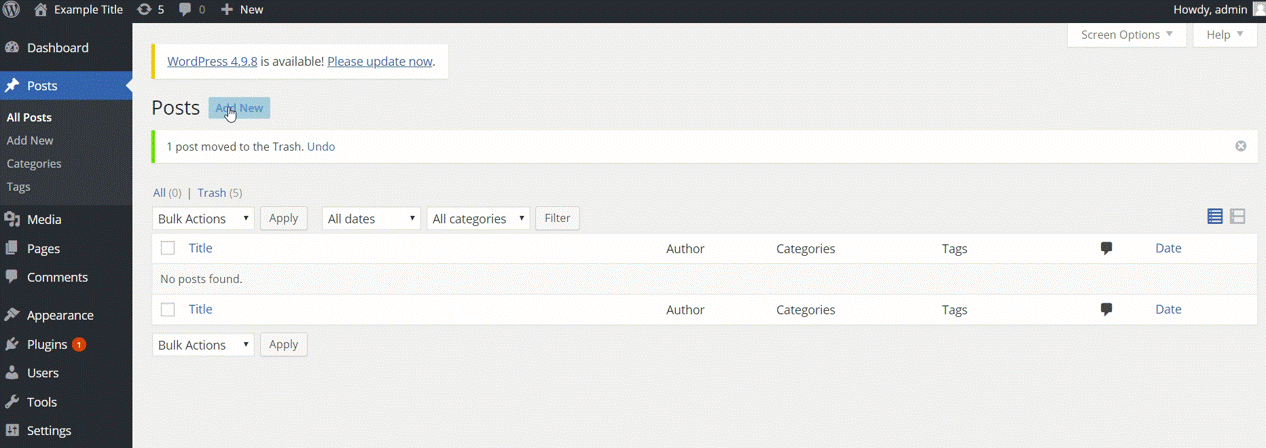 Example Title 5 0 + New Howdy, admin
Screen Options Help
Dashboard
Posts
All Posts
Add New
Categories
Tags
Media
Pages
Comments
Appearance
Plugins 1
Users
Tools
Settings
WordPress 4.9.8 is available! Please update now.
Posts Add New
1 post moved to the Trash. Undo
All (0) | Trash (5)
Bulk Actions Apply All dates All categories Filter
Title Author Categories Tags Date
No posts found.
Title Author Categories Tags Date
Bulk Actions Apply